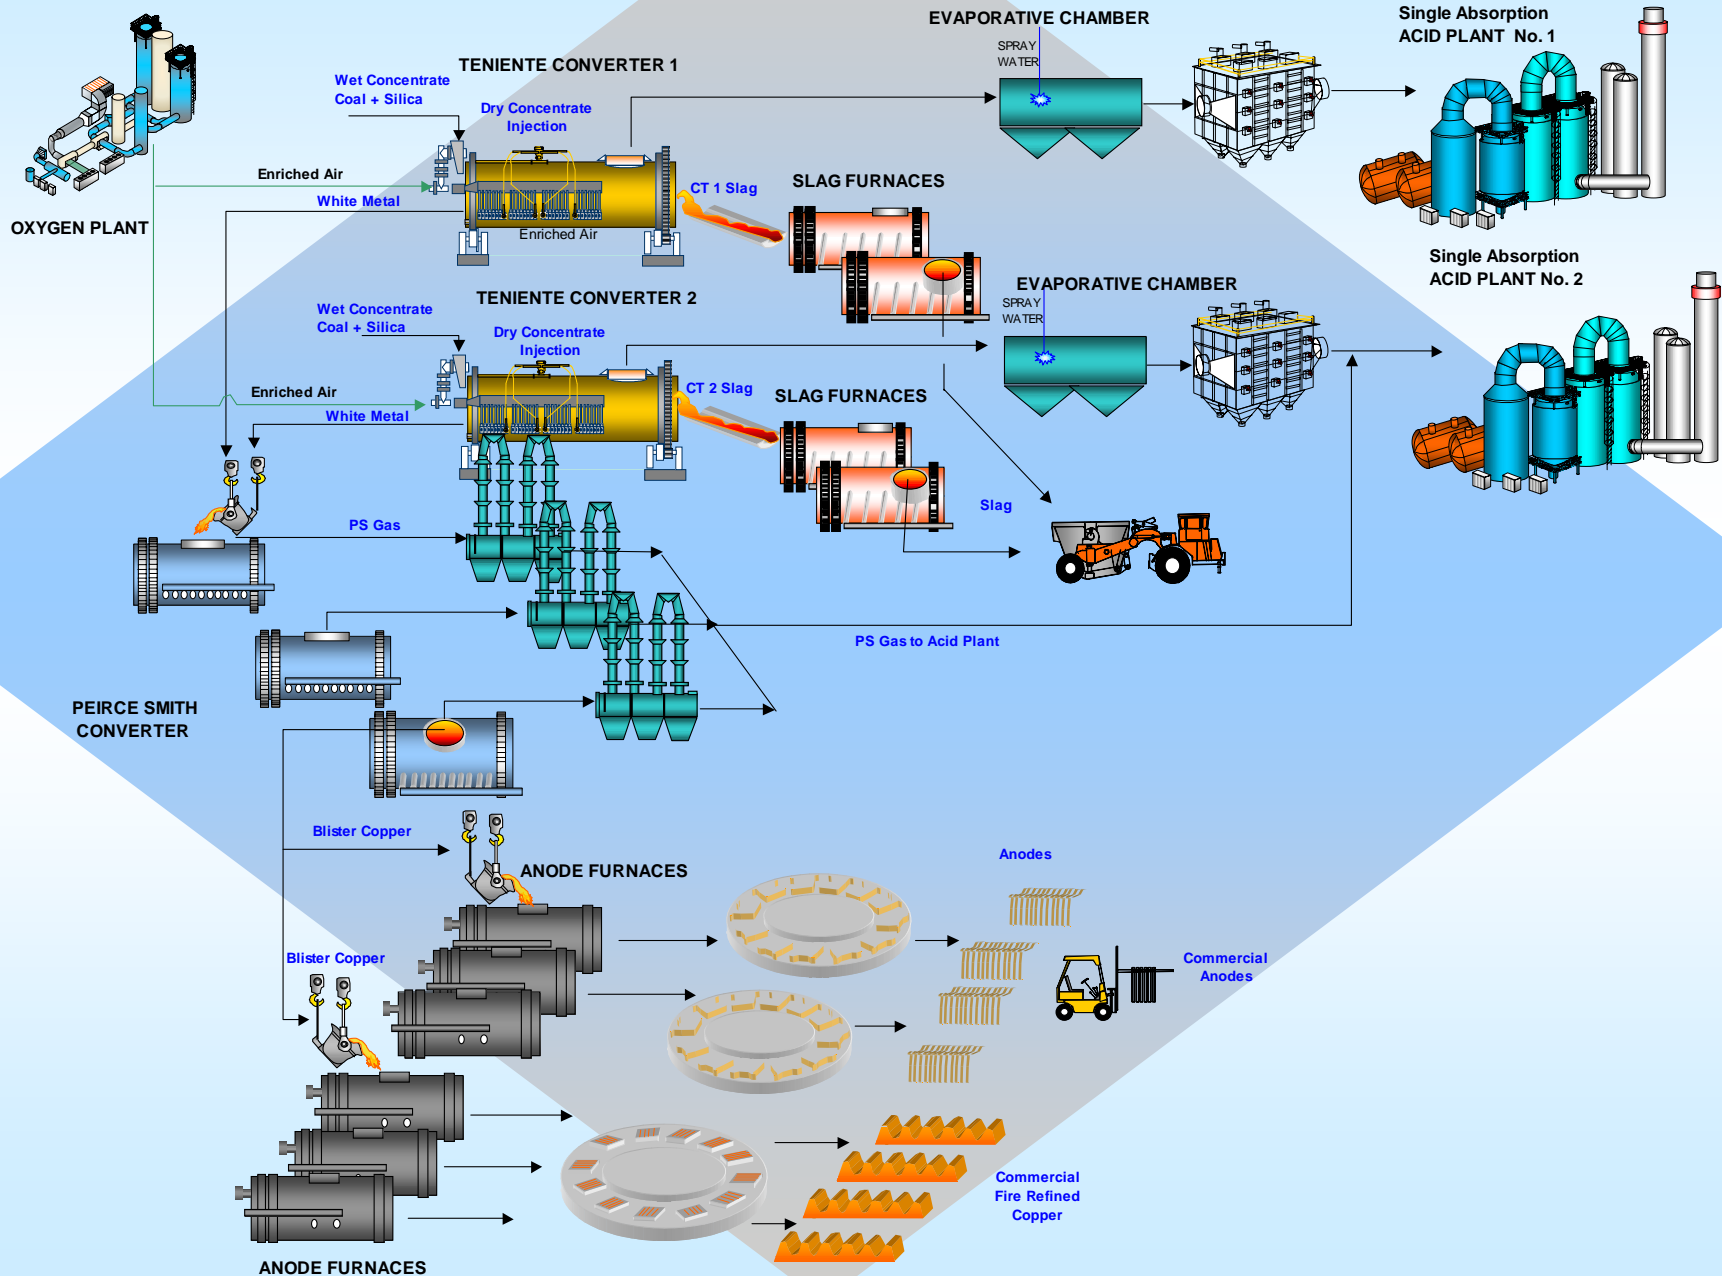 EVAPORATIVE CHAMBER
Single Absorption
ACID PLANT No. 1
SPRAY
WATER
TENIENTE CONVERTER 1
Wet Concentrate
Coal + Silica
Dry Concentrate
Injection
Enriched Air
White Metal
CT 1 Slag
SLAG FURNACES
OXYGEN PLANT
Enriched Air
Single Absorption
ACID PLANT No. 2
EVAPORATIVE CHAMBER
SPRAY
WATER
TENIENTE CONVERTER 2
Wet Concentrate
Coal + Silica
Dry Concentrate
Injection
Enriched Air
White Metal
CT 2 Slag
SLAG FURNACES
Slag
PS Gas
PS Gas to Acid Plant
PEIRCE SMITH
CONVERTER
Blister Copper
ANODE FURNACES
Anodes
Blister Copper
Commercial
Anodes
Commercial
Fire Refined
Copper
ANODE FURNACES